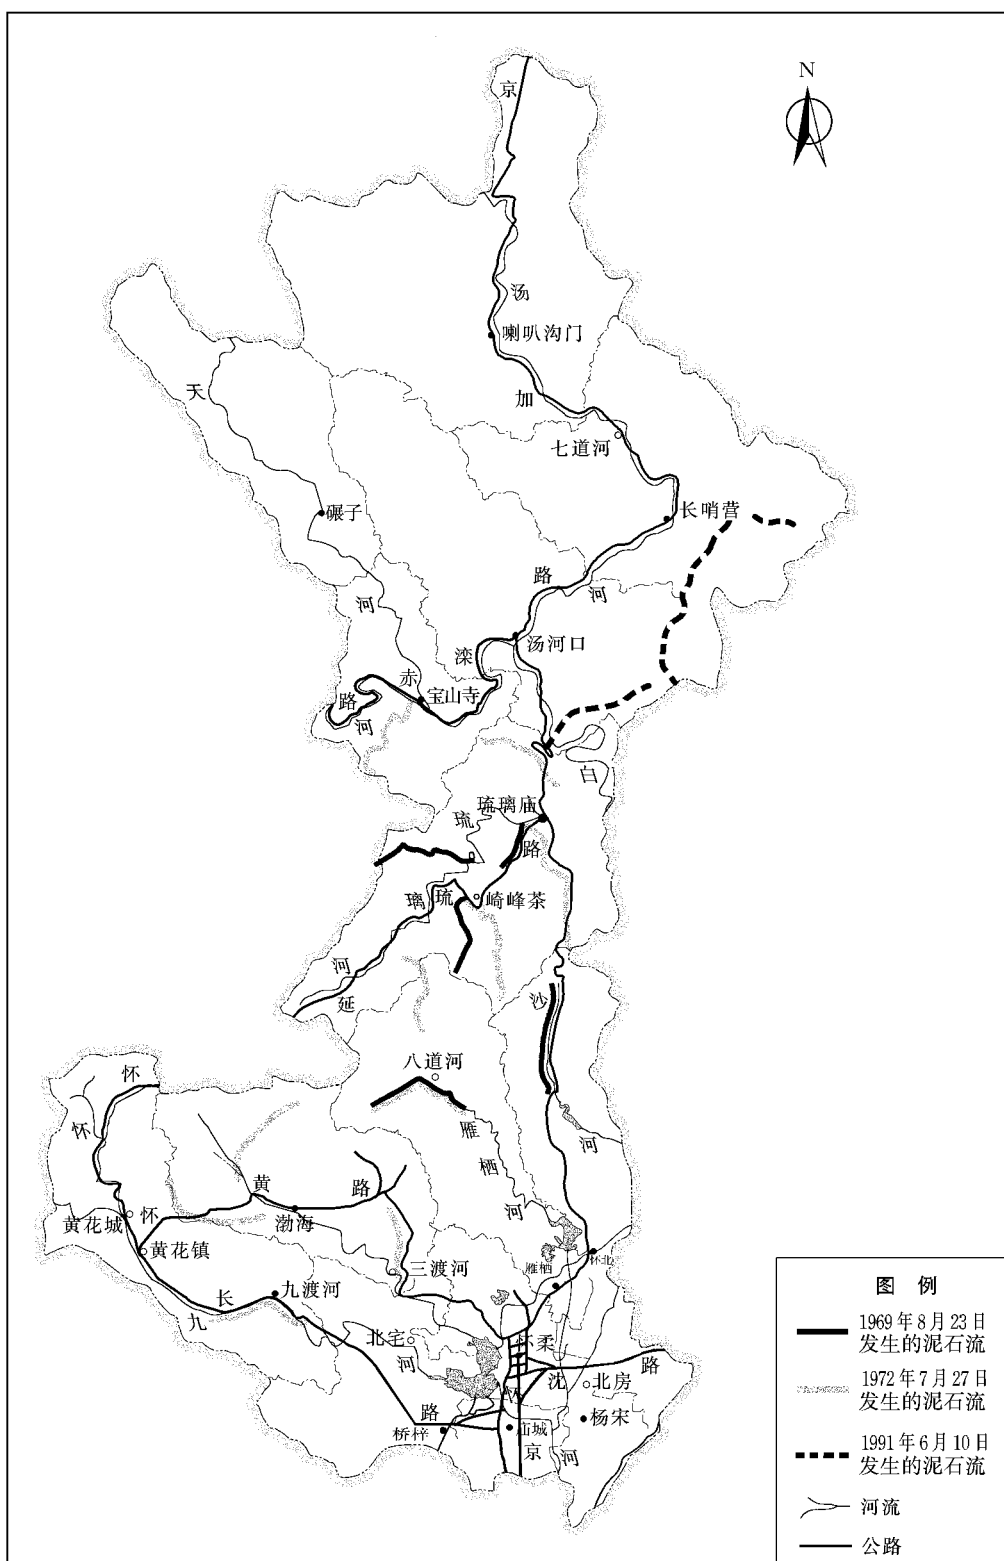 N
京
汤
喇叭沟门
天
加
七道河
碾子
长哨营
路
河
河
汤河口
滦
赤
宝山寺
路
河
白
琉璃庙
琉
路
璃
琉
崎峰茶
河
延
沙
八道河
怀
怀
雁
河
栖
黄
路
河
黄花城
怀
渤海
黄花镇
怀北
三渡河
雁栖
九渡河
长
九
北宅
怀柔
河
沈
路
北房
怀
路
杨宋
桥梓
庙城
京
河
图例
1969年8月23日
发生的泥石流
1972年7月27日
发生的泥石流
1991年6月10日
发生的泥石流
河流
公路